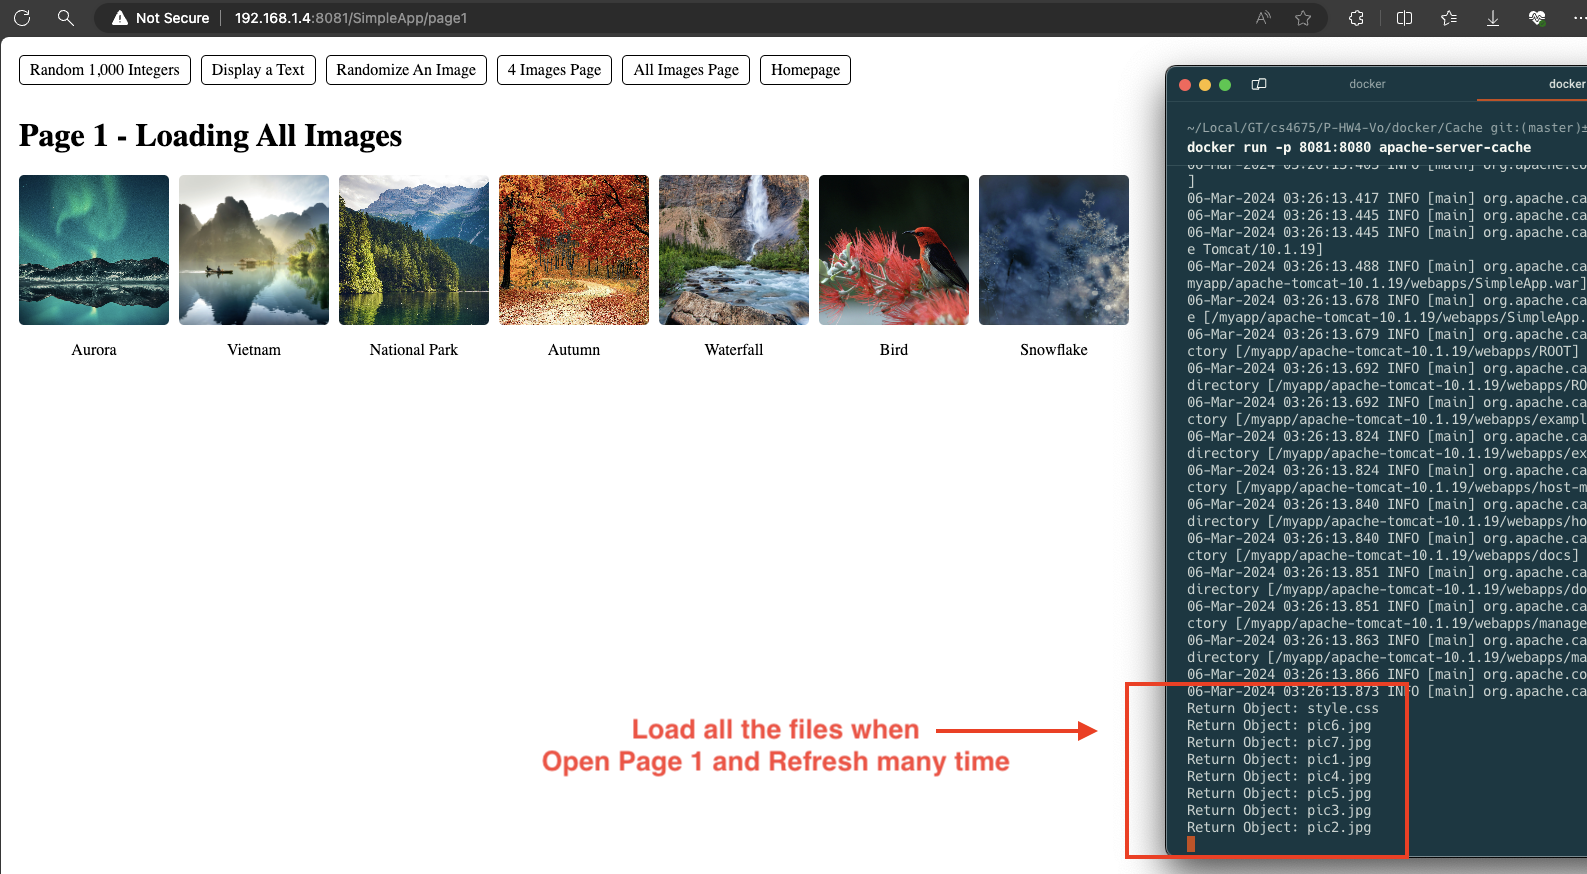 Not Secure
192.168.1.4:8081/SimpleApp/page1
Random 1,000 Integers
Display a Text
Randomize An Image
4 Images Page
All Images Page
Homepage
Page 1 - Loading All Images
Aurora
Vietnam
National Park
Autumn
Waterfall
Bird
Snowflake
Load all the files when
Open Page 1 and Refresh many time
docker
docker
~/Local/GT/cs4675/P-HW4-Vo/docker/Cache git:(master)±
docker run -p 8081:8080 apache-server-cache
06-Mar-2024 03:26:13.403 INFO [main] org.apache.co
]
06-Mar-2024 03:26:13.417 INFO [main] org.apache.ca
06-Mar-2024 03:26:13.445 INFO [main] org.apache.ca
06-Mar-2024 03:26:13.445 INFO [main] org.apache.ca
e Tomcat/10.1.19]
06-Mar-2024 03:26:13.488 INFO [main] org.apache.ca
myapp/apache-tomcat-10.1.19/webapps/SimpleApp.war]
06-Mar-2024 03:26:13.678 INFO [main] org.apache.ca
e [/myapp/apache-tomcat-10.1.19/webapps/SimpleApp.
06-Mar-2024 03:26:13.679 INFO [main] org.apache.ca
ctory [/myapp/apache-tomcat-10.1.19/webapps/ROOT]
06-Mar-2024 03:26:13.692 INFO [main] org.apache.ca
directory [/myapp/apache-tomcat-10.1.19/webapps/RO
06-Mar-2024 03:26:13.692 INFO [main] org.apache.ca
ctory [/myapp/apache-tomcat-10.1.19/webapps/exampl
06-Mar-2024 03:26:13.824 INFO [main] org.apache.ca
directory [/myapp/apache-tomcat-10.1.19/webapps/ex
06-Mar-2024 03:26:13.824 INFO [main] org.apache.ca
ctory [/myapp/apache-tomcat-10.1.19/webapps/host-m
06-Mar-2024 03:26:13.840 INFO [main] org.apache.ca
directory [/myapp/apache-tomcat-10.1.19/webapps/ho
06-Mar-2024 03:26:13.840 INFO [main] org.apache.ca
ctory [/myapp/apache-tomcat-10.1.19/webapps/docs]
06-Mar-2024 03:26:13.851 INFO [main] org.apache.ca
directory [/myapp/apache-tomcat-10.1.19/webapps/do
06-Mar-2024 03:26:13.851 INFO [main] org.apache.ca
ctory [/myapp/apache-tomcat-10.1.19/webapps/manage
06-Mar-2024 03:26:13.863 INFO [main] org.apache.ca
directory [/myapp/apache-tomcat-10.1.19/webapps/ma
06-Mar-2024 03:26:13.866 INFO [main] org.apache.co
06-Mar-2024 03:26:13.873 INFO [main] org.apache.ca
Return Object: style.css
Return Object: pic6.jpg
Return Object: pic7.jpg
Return Object: pic1.jpg
Return Object: pic4.jpg
Return Object: pic5.jpg
Return Object: pic3.jpg
Return Object: pic2.jpg